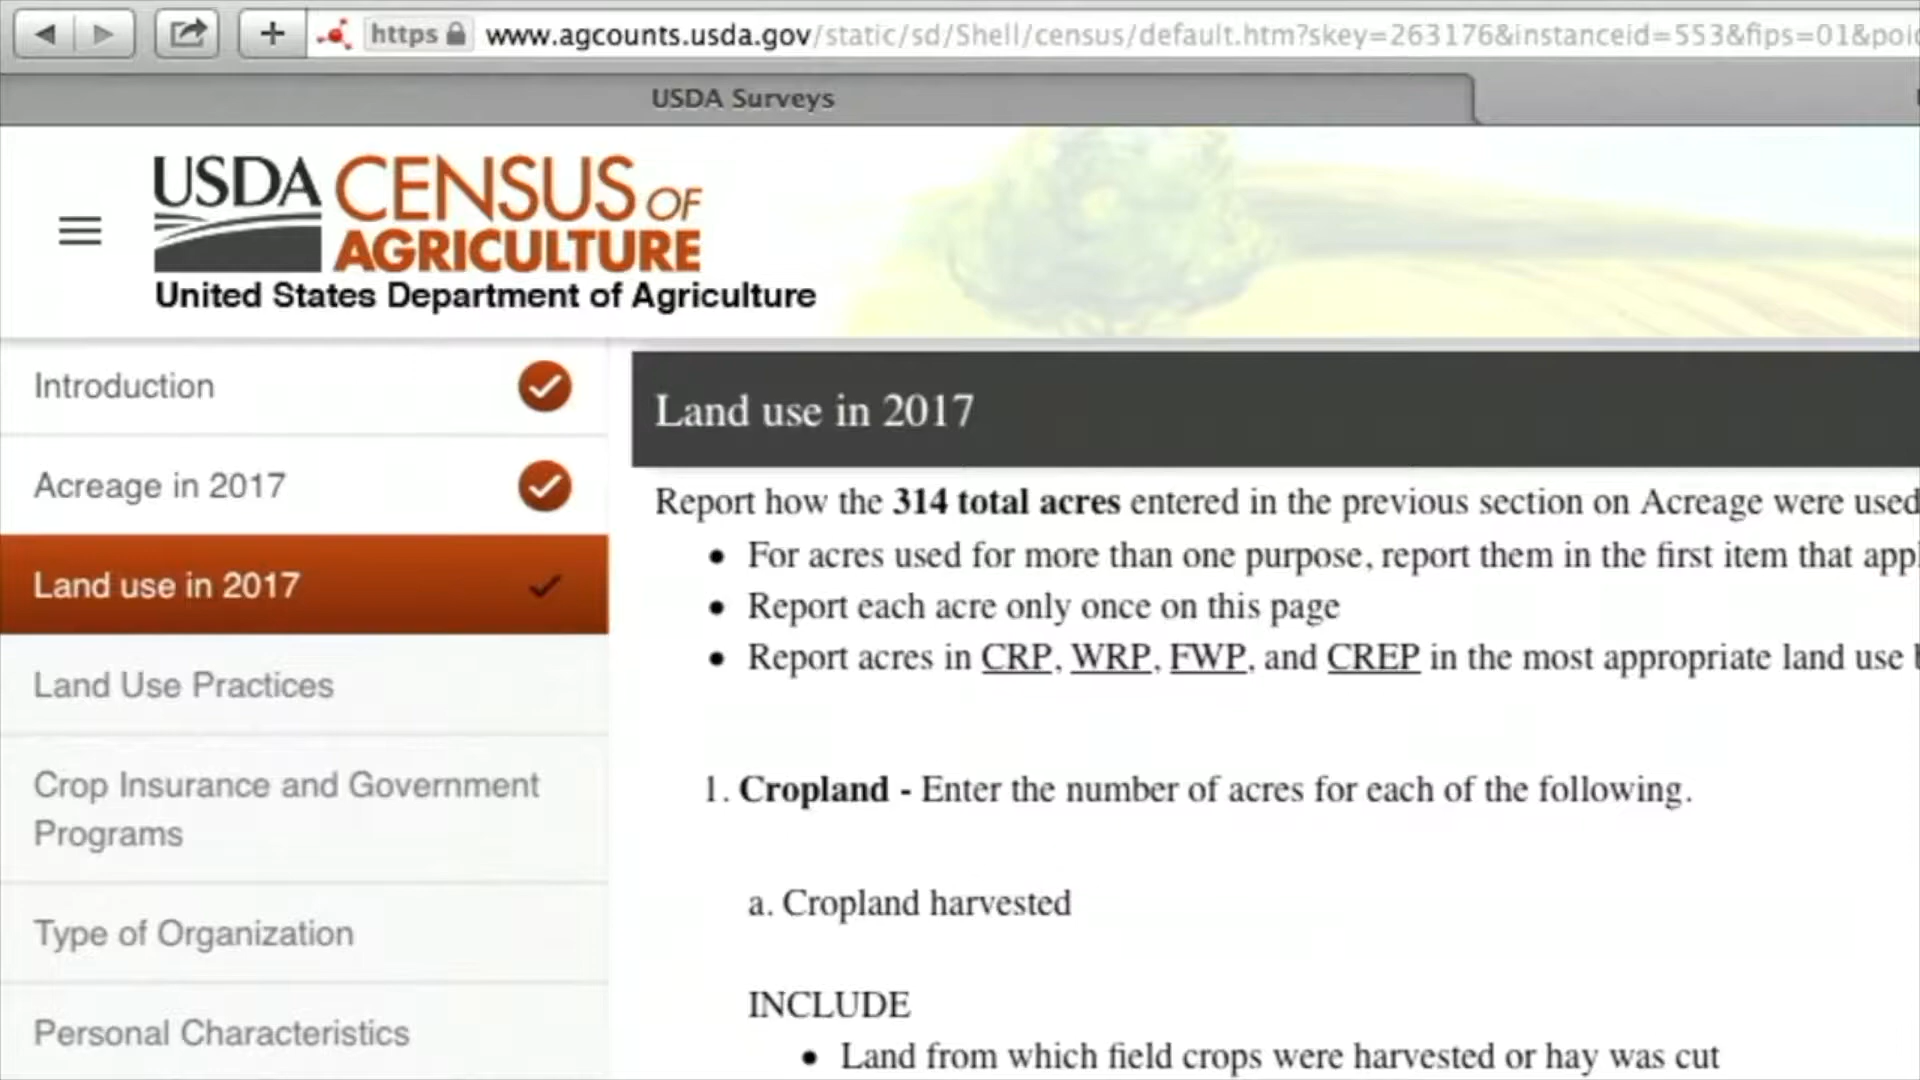 https www.agcounts.usda.gov/static/sd/Shell/census/default.htm?skey=263176&instanceid=553&fips=01&poid
USDA Surveys
USDA CENSUS OF
AGRICULTURE
United States Department of Agriculture
Introduction
Acreage in 2017
Land use in 2017
Land Use Practices
Crop Insurance and Government
Programs
Type of Organization
Personal Characteristics
Land use in 2017
Report how the 314 total acres entered in the previous section on Acreage were used
• For acres used for more than one purpose, report them in the first item that appl
• Report each acre only once on this page
• Report acres in CRP, WRP, FWP, and CREP in the most appropriate land use
1. Cropland - Enter the number of acres for each of the following.
a. Cropland harvested
INCLUDE
• Land from which field crops were harvested or hay was cut